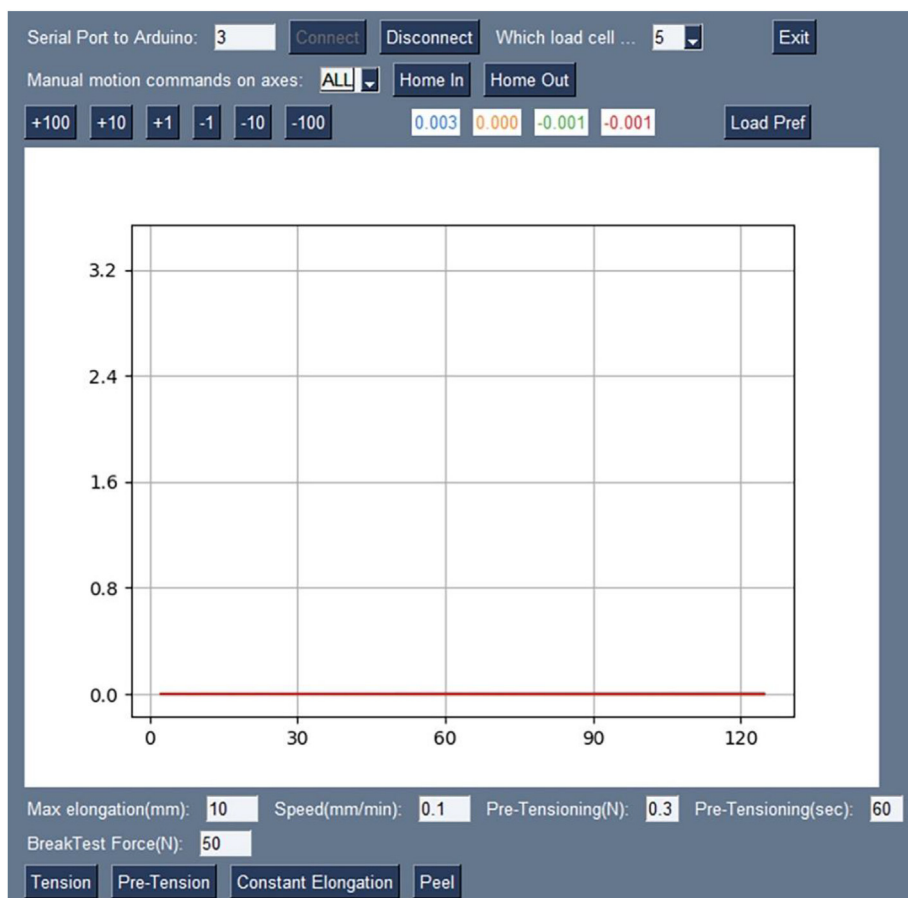 Serial Port to Arduino: 3 Connect Disconnect Which load cell ... 5 Exit
Manual motion commands on axes: ALL Home In Home Out
+100 +10 +1 -1 -10 -100 0.003 0.000 -0.001 -0.001 Load Pref
3.2
2.4
1.6
0.8
0.0
0 30 60 90 120
Max elongation(mm): 10 Speed(mm/min): 0.1 Pre-Tensioning(N): 0.3 Pre-Tensioning(sec): 60
BreakTest Force(N): 50
Tension Pre-Tension Constant Elongation Peel